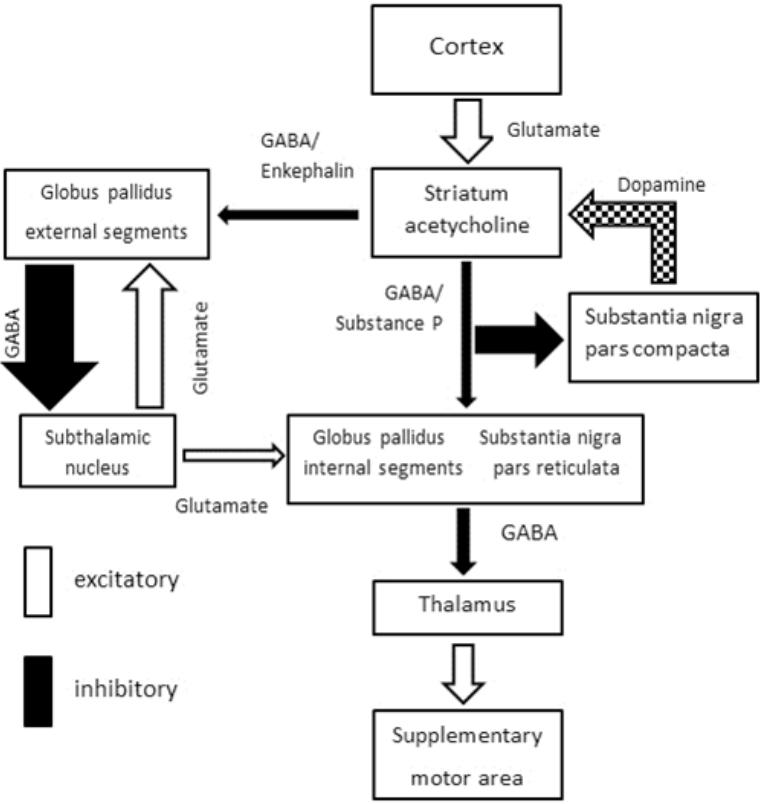 Cortex
Glutamate
GABA/
Enkephalin
Globus pallidus
external segments
Striatum
acetycholine
Dopamine
GABA/
Substance P
Substantia nigra
pars compacta
GABA
Glutamate
Subthalamic
nucleus
Globus pallidus
internal segments
Substantia nigra
pars reticulata
Glutamate
GABA
excitatory
Thalamus
inhibitory
Supplementary
motor area